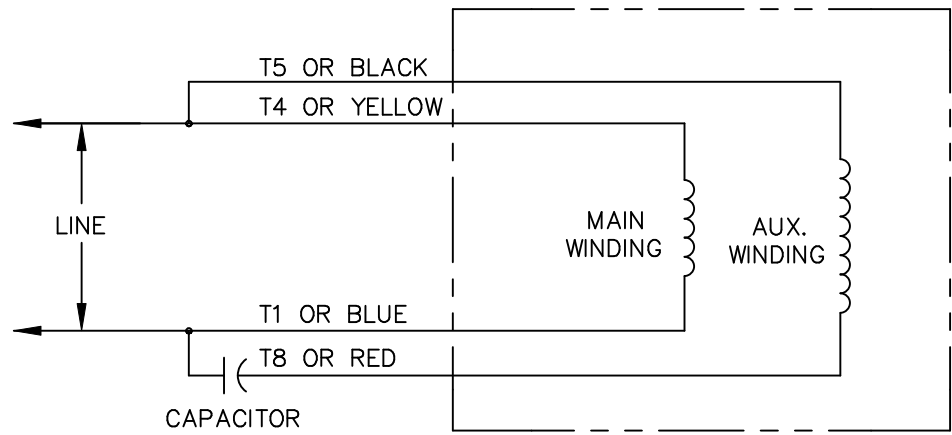 T5 OR BLACK
T4 OR YELLOW
LINE
MAIN
WINDING
AUX.
WINDING
T1 OR BLUE
T8 OR RED
CAPACITOR